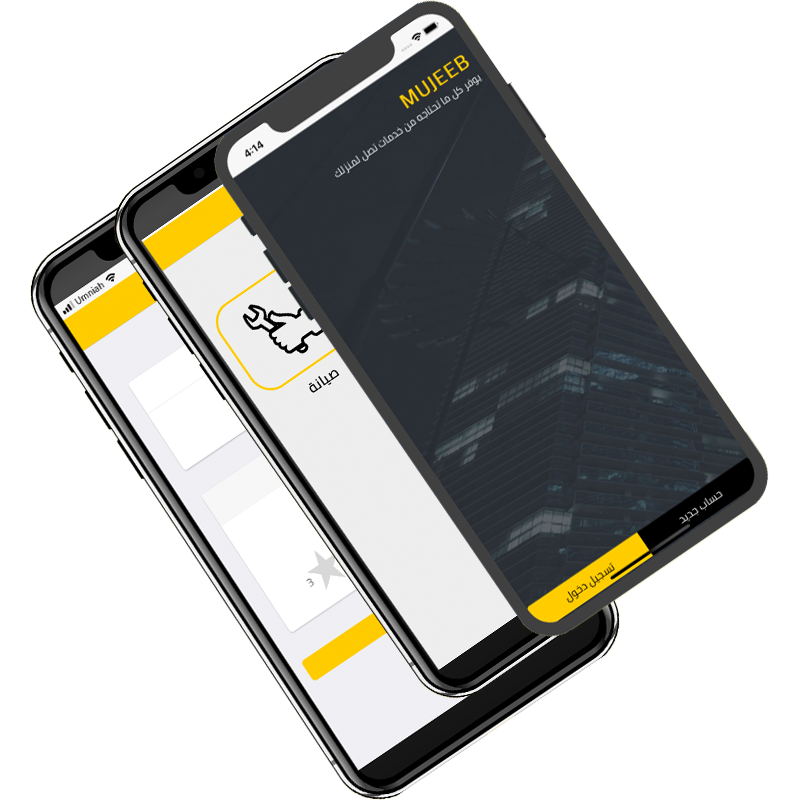 4:14
MUJEEB
يوفر كل ما تحتاجه من خدمات تصل لمنزلك
تسجيل دخول
حساب جديد
صيانة
Umniah
3